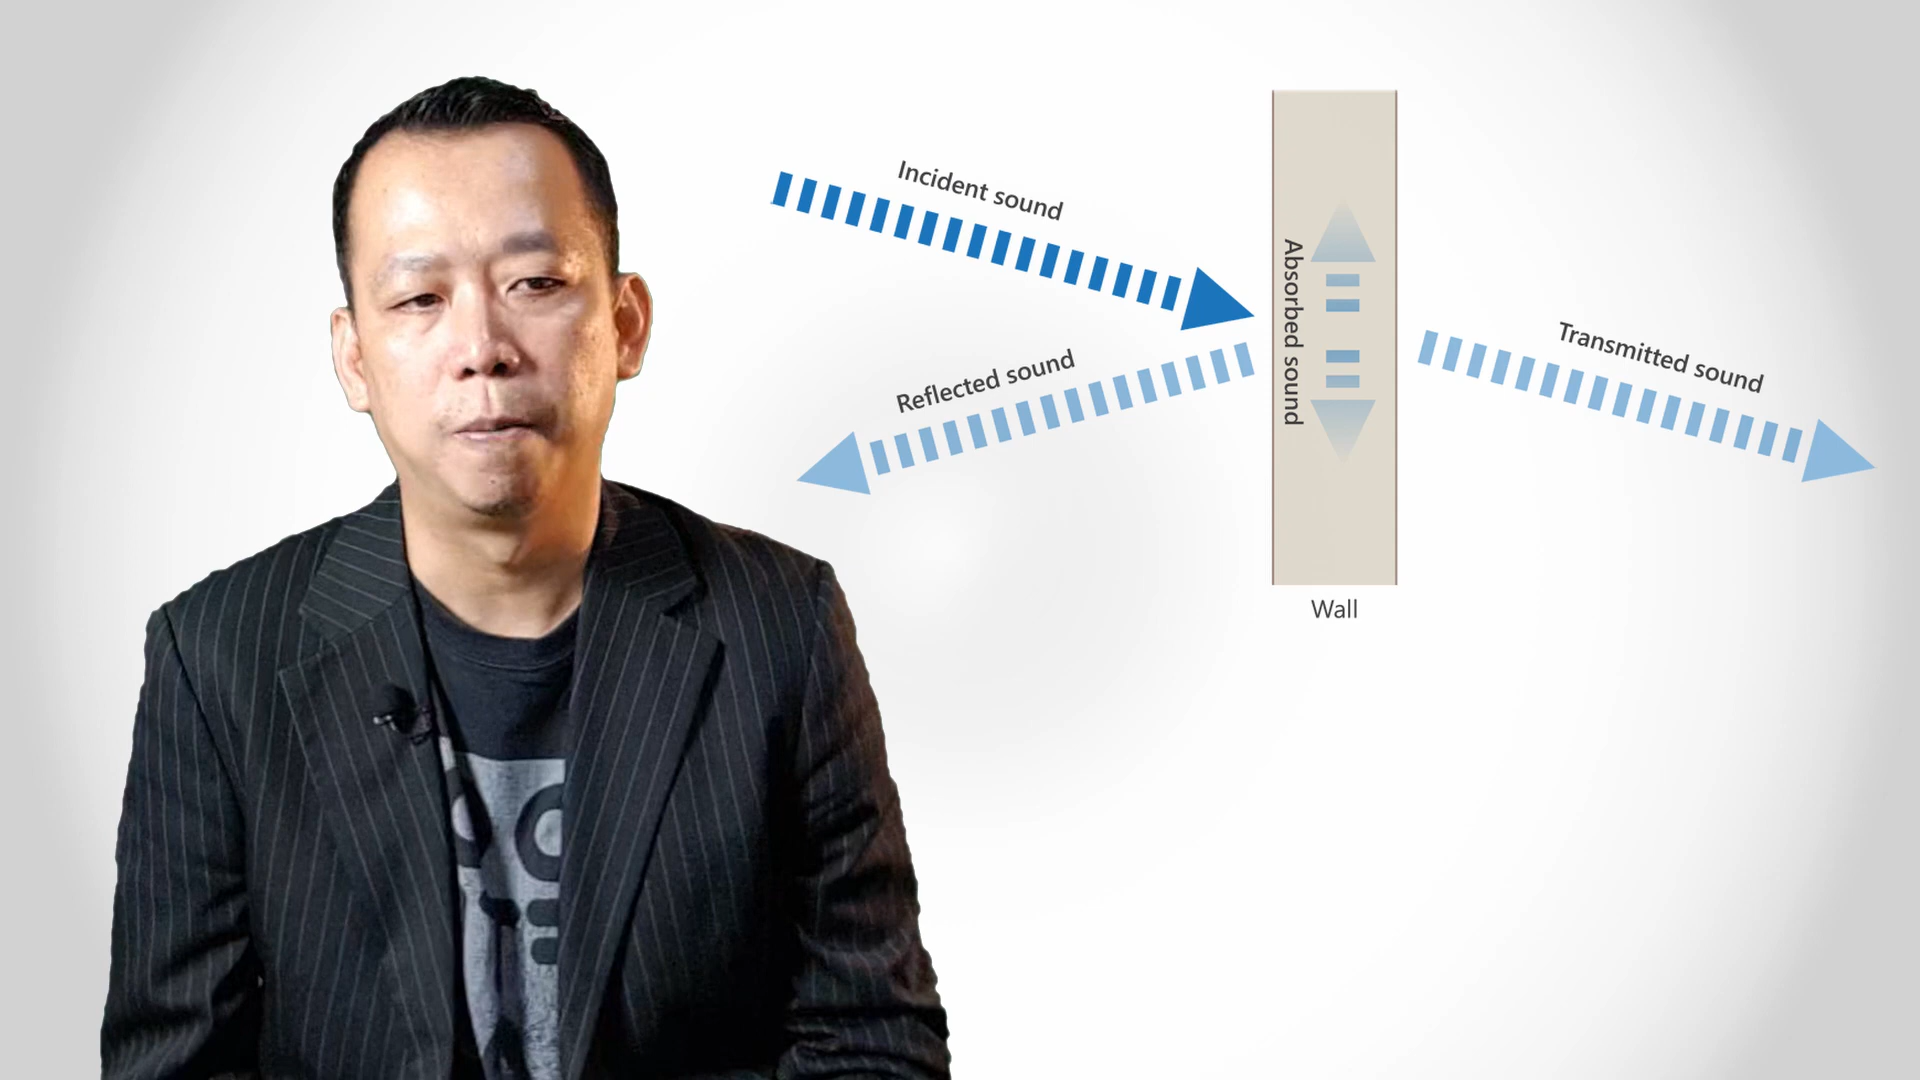 Incident sound
Reflected sound
Absorbed sound
Transmitted sound
Wall